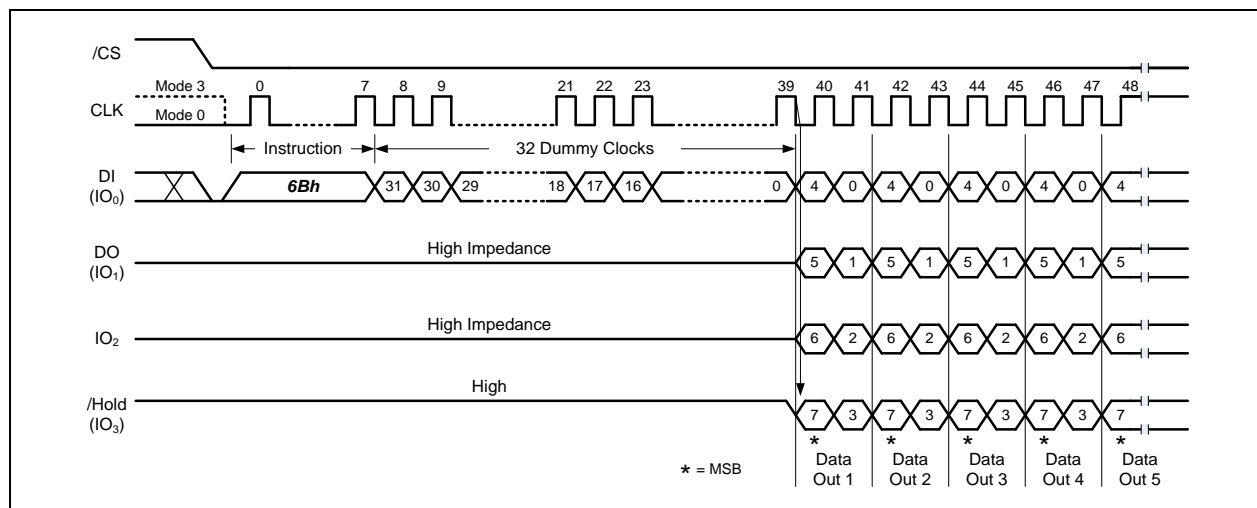 /CS
Mode 3 0 7 8 9 21 22 23 39 40 41 42 43 44 45 46 47 48
CLK
Mode 0
Instruction 32 Dummy Clocks
DI
(IO0)
6Bh 31 30 29 18 17 16 0 4 0 4 0 4 0 4 0 4
High Impedance
DO
(IO1)
5 1 5 1 5 1 5 1 5
High Impedance
IO2
6 2 6 2 6 2 6 2 6
High
/Hold
(IO3)
7 3 7 3 7 3 7 3 7
* * * * *
* = MSB
Data Out 1
Data Out 2
Data Out 3
Data Out 4
Data Out 5